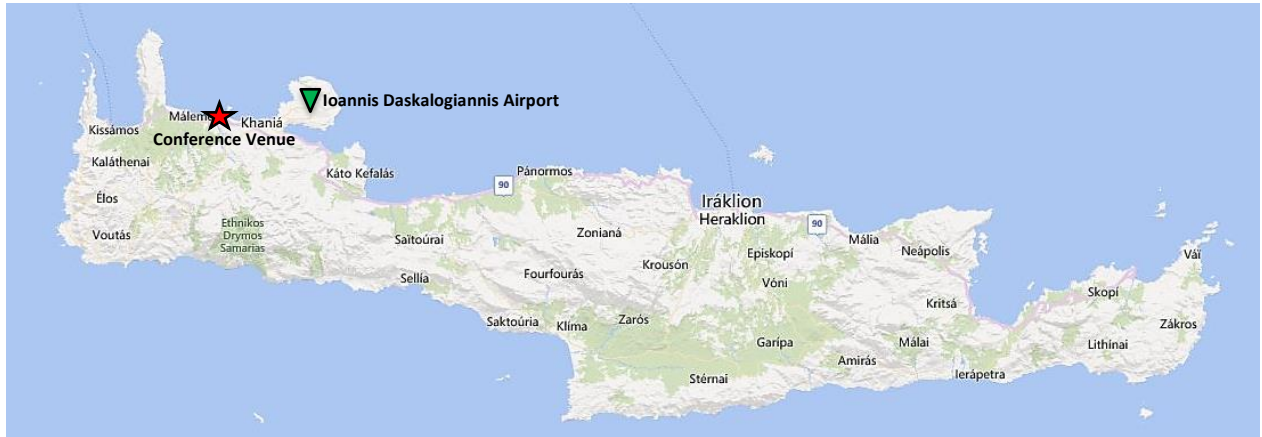 Ioannis Daskalogiannis Airport
Málem
Khaniá
Kissámos
Conference Venue
Kaláthenai
Káto Kefalás
Pánormos
90
Élos
Iráklion
Heraklion
90
Ethnikos
Drymos
Samarias
Voutás
Saïtoúrai
Zonianá
Mália
Neápolis
Episkopí
Váï
Krousón
Sellía
Fourfourás
Vóni
Skopí
Kritsá
Saktoúria
Klíma
Zarós
Zákros
Garípa
Málai
Lithínai
Amirás
Stérnai
Ierápetra